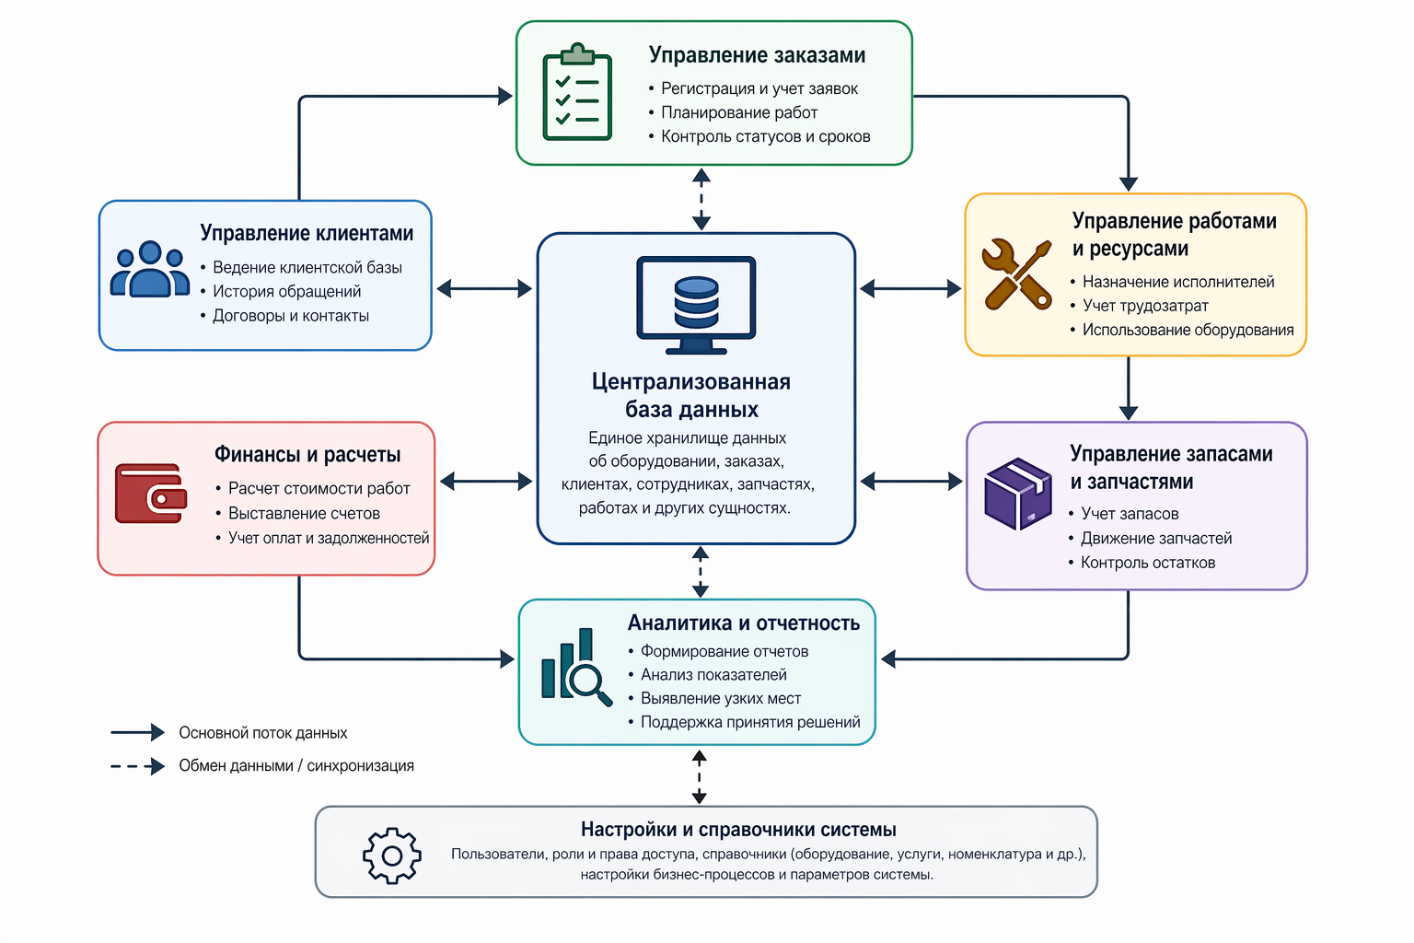 Управление заказами
• Регистрация и учет заявок
• Планирование работ
• Контроль статусов и сроков
Управление клиентами
• Ведение клиентской базы
• История обращений
• Договоры и контакты
Управление работами
и ресурсами
• Назначение исполнителей
• Учет трудозатрат
• Использование оборудования
Централизованная
база данных
Единое хранилище данных
об оборудовании, заказах,
клиентах, сотрудниках, запчастях,
работах и других сущностях.
Финансы и расчеты
• Расчет стоимости работ
• Выставление счетов
• Учет оплат и задолженностей
Управление запасами
и запчастями
• Учет запасов
• Движение запчастей
• Контроль остатков
Аналитика и отчетность
• Формирование отчетов
• Анализ показателей
• Выявление узких мест
• Поддержка принятия решений
Основной поток данных
Обмен данными / синхронизация
Настройки и справочники системы
Пользователи, роли и права доступа, справочники (оборудование, услуги, номенклатура и др.),
настройки бизнес-процессов и параметров системы.